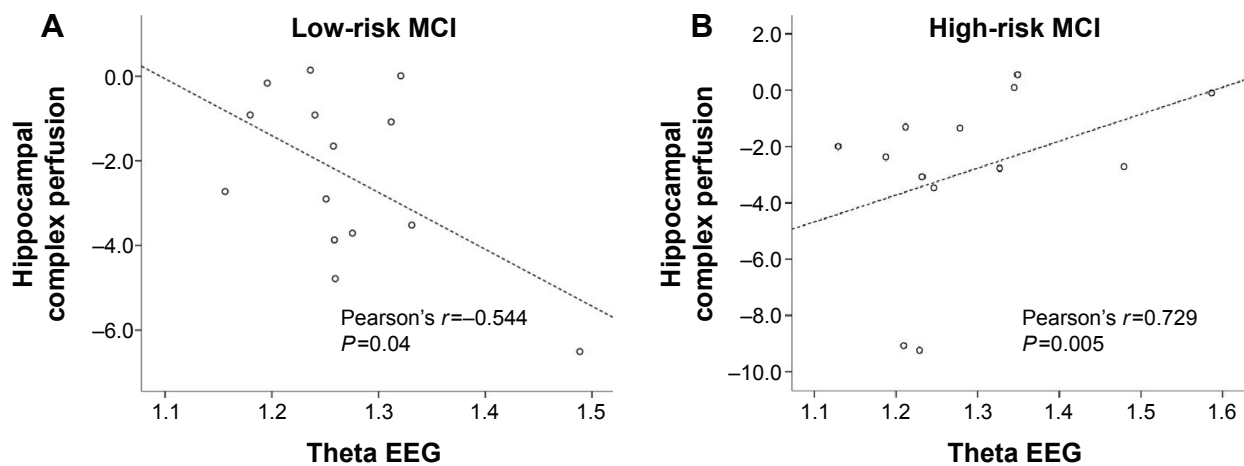 A
Low-risk MCI
Hippocampal
complex perfusion
0.0
–2.0
–4.0
–6.0
Pearson's r=–0.544
P=0.04
1.1 1.2 1.3 1.4 1.5
Theta EEG
B
High-risk MCI
Hippocampal
complex perfusion
2.0
0.0
–2.0
–4.0
–6.0
–8.0
–10.0
Pearson's r=0.729
P=0.005
1.1 1.2 1.3 1.4 1.5 1.6
Theta EEG